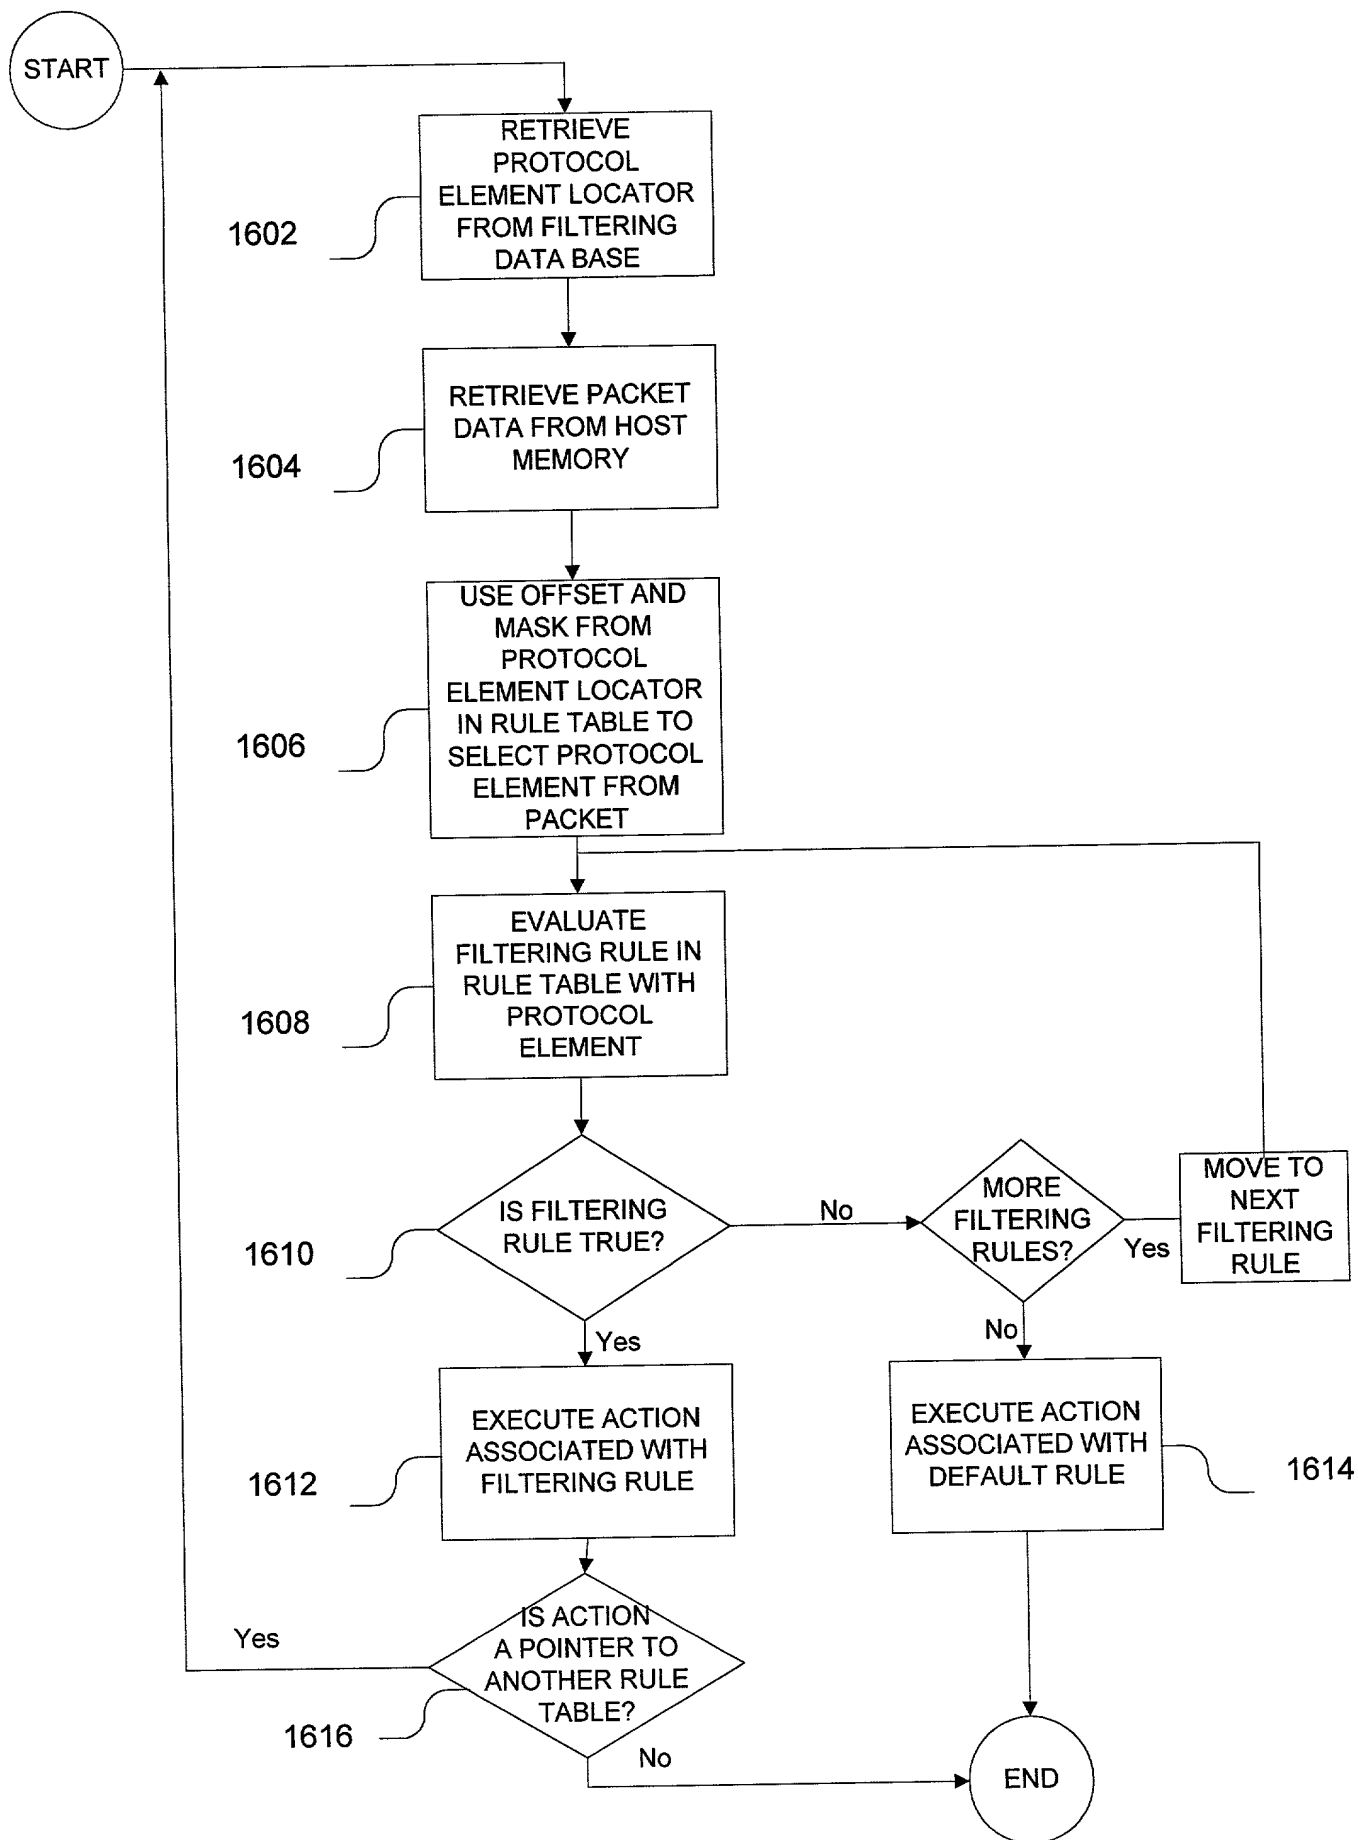 START
RETRIEVE
PROTOCOL
ELEMENT LOCATOR
FROM FILTERING
DATA BASE
1602
RETRIEVE PACKET
DATA FROM HOST
MEMORY
1604
USE OFFSET AND
MASK FROM
PROTOCOL
ELEMENT LOCATOR
IN RULE TABLE TO
SELECT PROTOCOL
ELEMENT FROM
PACKET
1606
EVALUATE
FILTERING RULE IN
RULE TABLE WITH
PROTOCOL
ELEMENT
1608
IS FILTERING
RULE TRUE?
1610
No
MORE
FILTERING
RULES?
Yes
MOVE TO
NEXT
FILTERING
RULE
Yes
No
EXECUTE ACTION
ASSOCIATED WITH
FILTERING RULE
1612
EXECUTE ACTION
ASSOCIATED WITH
DEFAULT RULE
1614
IS ACTION
A POINTER TO
ANOTHER RULE
TABLE?
Yes
1616
No
END